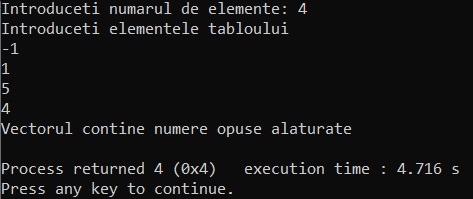 Introduceti numarul de elemente: 4
Introduceti elementele tabloului
-1
1
5
4
Vectorul contine numere opuse alaturate
Process returned 4 (0x4)   execution time : 4.716 s
Press any key to continue.